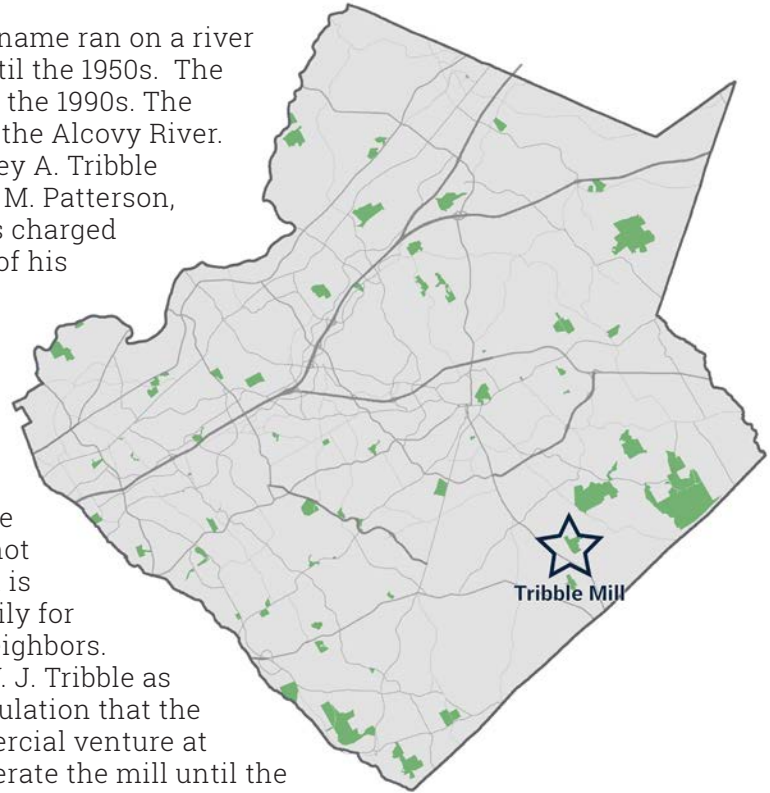 name ran on a river
til the 1950s. The
the 1990s. The
the Alcovy River.
ey A. Tribble
M. Patterson,
s charged
of his
e
not
is
ily for
ighbors.
. J. Tribble as
ulation that the
ercial venture at
erate the mill until the
Tribble Mill